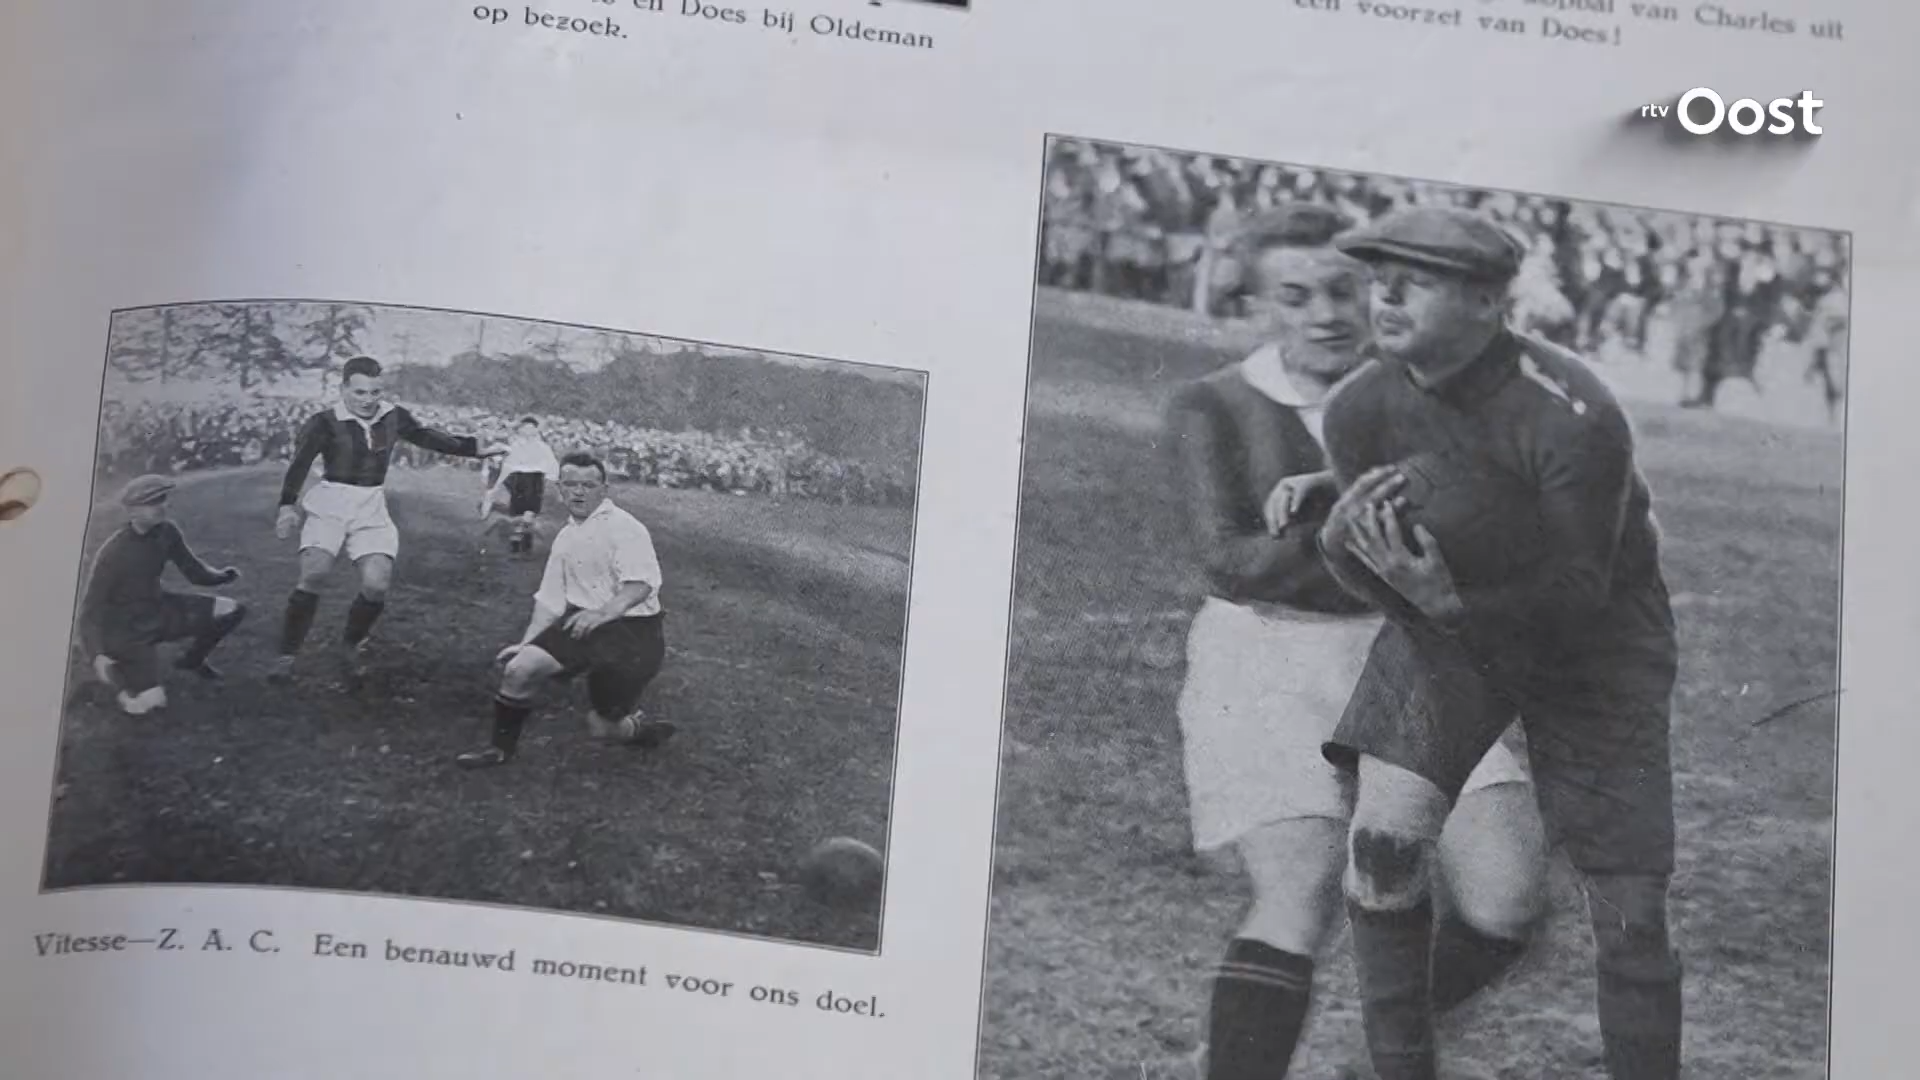 en Does bij Oldeman
op bezoek.
van Charles uit
een voorzet van Does!
rtv Oost
Vitesse—Z. A. C. Een benauwd moment voor ons doel.